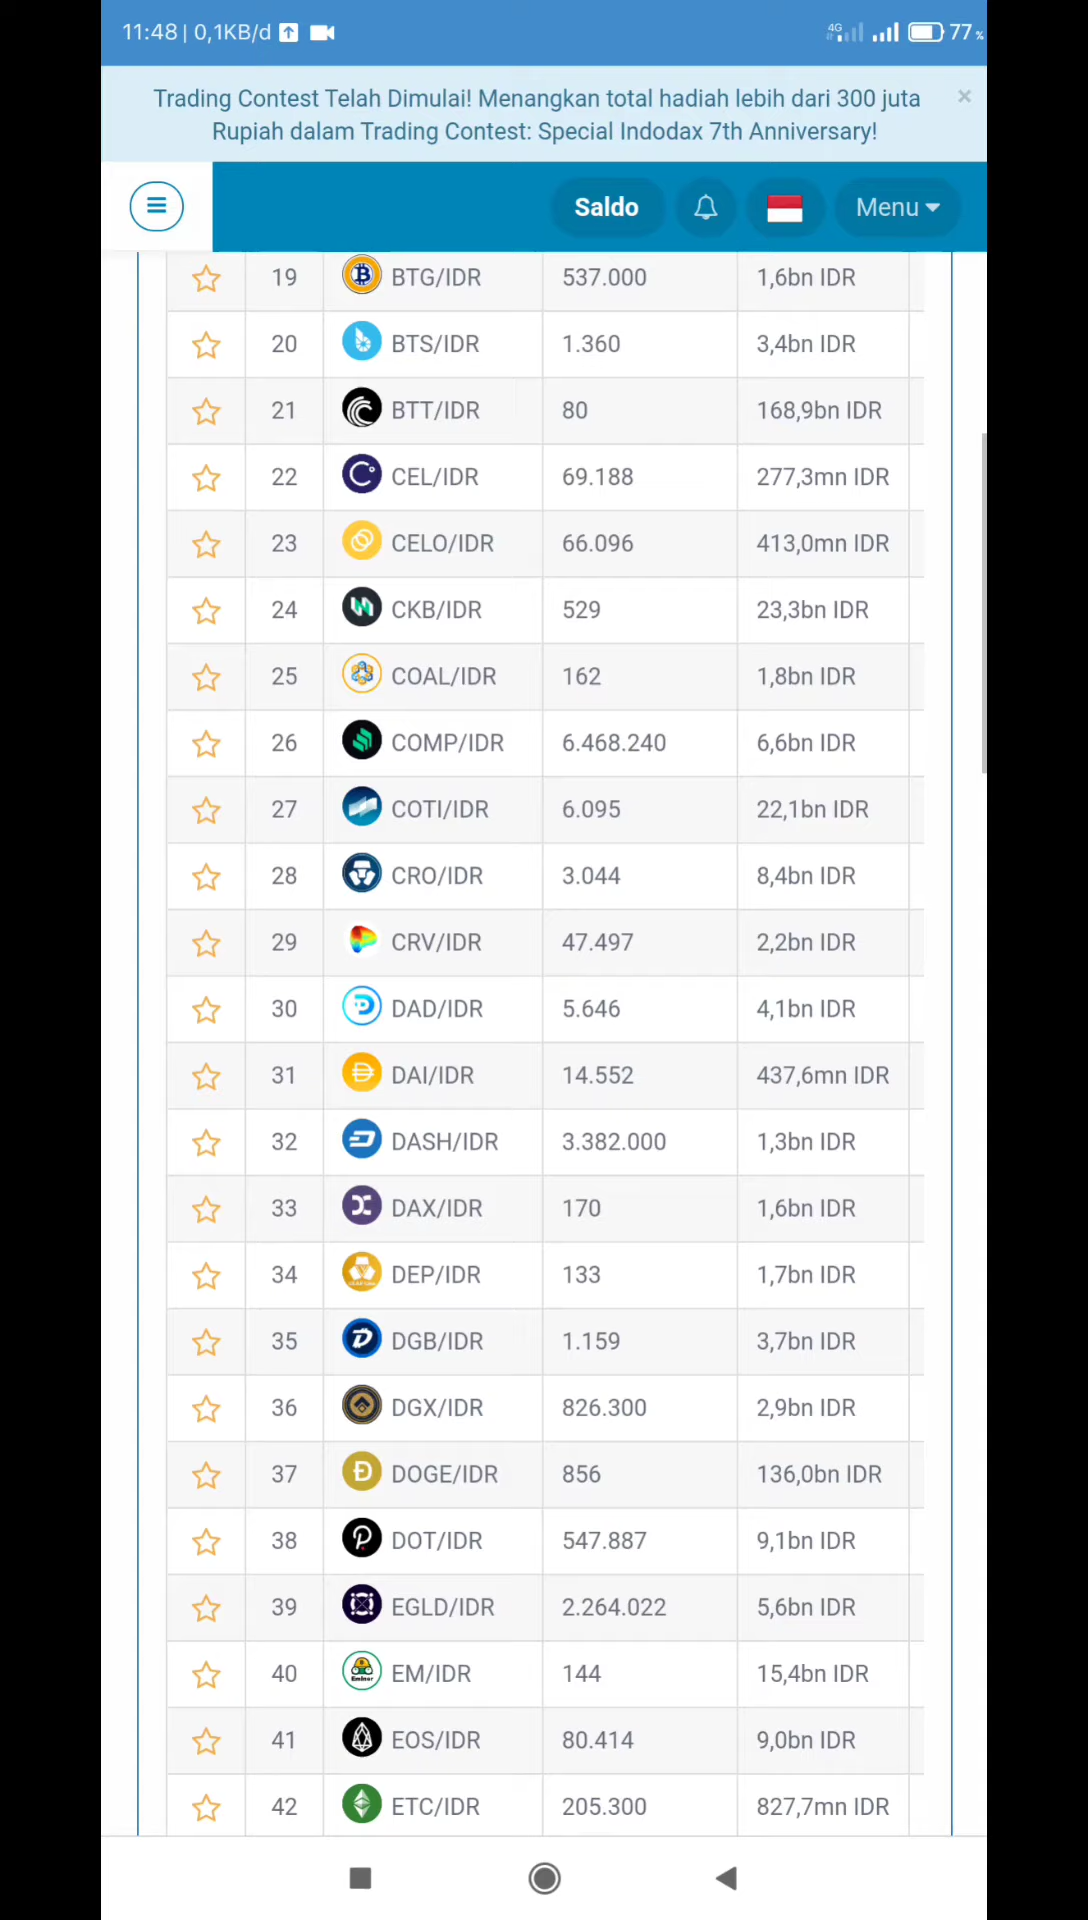 11:48 | 0,1KB/d 4G 77%
Trading Contest Telah Dimulai! Menangkan total hadiah lebih dari 300 juta
Rupiah dalam Trading Contest: Special Indodax 7th Anniversary!
Saldo Menu
19 BTG/IDR 537.000 1,6bn IDR
20 BTS/IDR 1.360 3,4bn IDR
21 BTT/IDR 80 168,9bn IDR
22 CEL/IDR 69.188 277,3mn IDR
23 CELO/IDR 66.096 413,0mn IDR
24 CKB/IDR 529 23,3bn IDR
25 COAL/IDR 162 1,8bn IDR
26 COMP/IDR 6.468.240 6,6bn IDR
27 COTI/IDR 6.095 22,1bn IDR
28 CRO/IDR 3.044 8,4bn IDR
29 CRV/IDR 47.497 2,2bn IDR
30 DAD/IDR 5.646 4,1bn IDR
31 DAI/IDR 14.552 437,6mn IDR
32 DASH/IDR 3.382.000 1,3bn IDR
33 DAX/IDR 170 1,6bn IDR
34 DEP/IDR 133 1,7bn IDR
35 DGB/IDR 1.159 3,7bn IDR
36 DGX/IDR 826.300 2,9bn IDR
37 DOGE/IDR 856 136,0bn IDR
38 DOT/IDR 547.887 9,1bn IDR
39 EGLD/IDR 2.264.022 5,6bn IDR
40 EM/IDR 144 15,4bn IDR
41 EOS/IDR 80.414 9,0bn IDR
42 ETC/IDR 205.300 827,7mn IDR